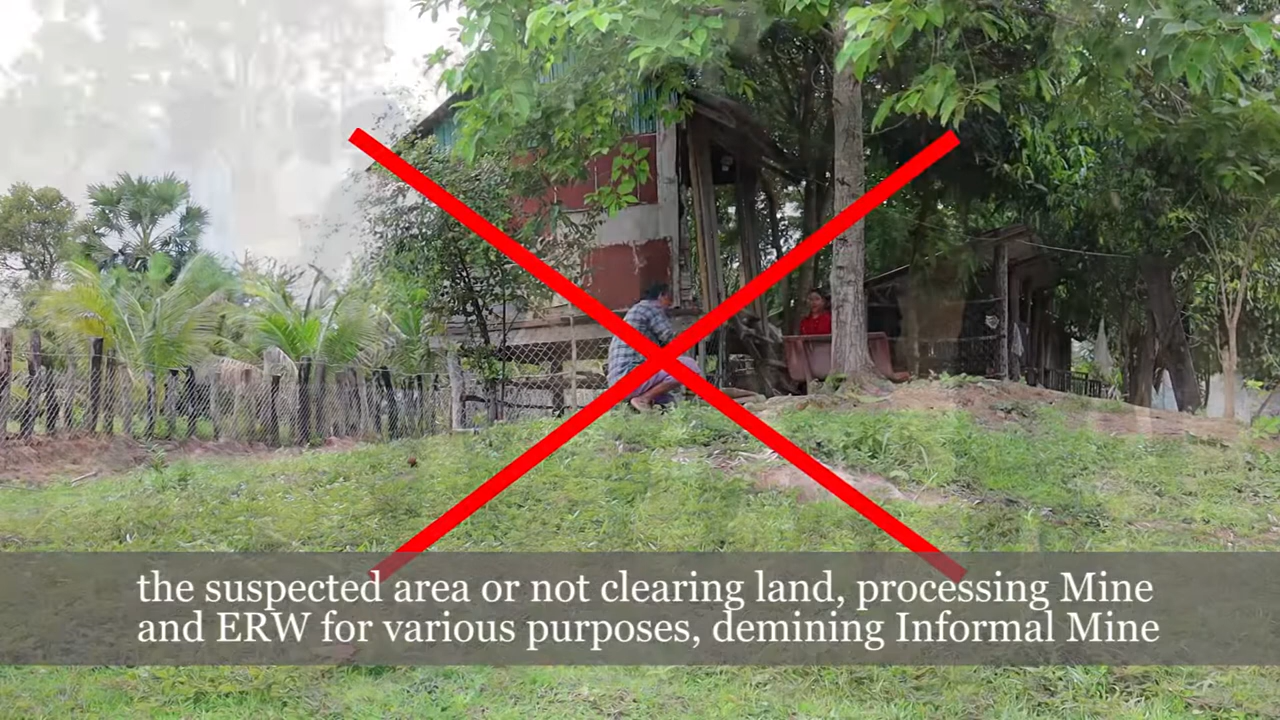 the suspected area or not clearing land, processing Mine
and ERW for various purposes, demining Informal Mine